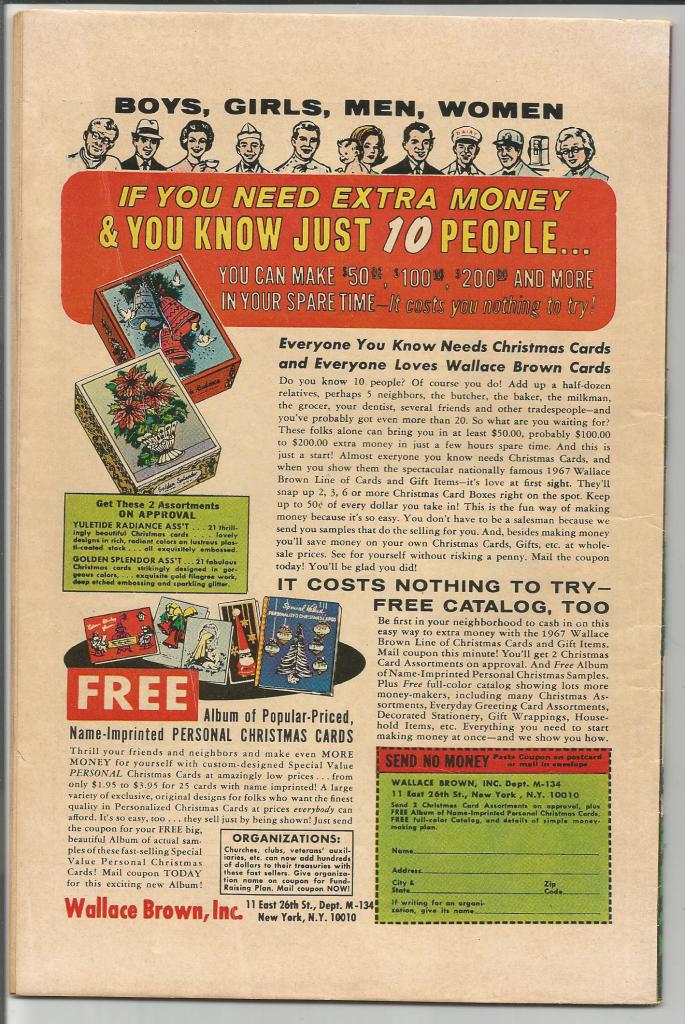 BOYS, GIRLS, MEN, WOMEN
DAIRY
IF YOU NEED EXTRA MONEY
& YOU KNOW JUST 10 PEOPLE...
YOU CAN MAKE $50.00, $100.00, $200.00 AND MORE
IN YOUR SPARE TIME—It costs you nothing to try!
Everyone You Know Needs Christmas Cards
and Everyone Loves Wallace Brown Cards
Do you know 10 people? Of course you do! Add up a half-dozen
relatives, perhaps 5 neighbors, the butcher, the baker, the milkman,
the grocer, your dentist, several friends and other tradespeople—and
you've probably got even more than 20. So what are you waiting for?
These folks alone can bring you in at least $50.00, probably $100.00
to $200.00 extra money in just a few hours spare time. And this is
just a start! Almost everyone you know needs Christmas Cards, and
when you show them the spectacular nationally famous 1967 Wallace
Brown Line of Cards and Gift Items—it's love at first sight. They'll
snap up 2, 3, 6 or more Christmas Card Boxes right on the spot. Keep
up to 50¢ of every dollar you take in! This is the fun way of making
money because it's so easy. You don't have to be a salesman because we
send you samples that do the selling for you. And, besides making money
you'll save money on your own Christmas Cards, Gifts, etc. at whole-
sale prices. See for yourself without risking a penny. Mail the coupon
today! You'll be glad you did!
Radiance
Golden Splendor
Get These 2 Assortments
ON APPROVAL
YULETIDE RADIANCE ASS'T . . . 21 thrill-
ingly beautiful Christmas cards . . . lovely
designs in rich, radiant colors on lustrous plas-
ti-coated stock . . . all exquisitely embossed.
GOLDEN SPLENDOR ASS'T . . . 21 fabulous
Christmas cards strikingly designed in gor-
geous colors, . . . exquisite gold filagree work,
deep etched embossing and sparkling glitter.
IT COSTS NOTHING TO TRY—
FREE CATALOG, TOO
Be first in your neighborhood to cash in on this
easy way to extra money with the 1967 Wallace
Brown Line of Christmas Cards and Gift Items.
Mail coupon this minute! You'll get 2 Christmas
Card Assortments on approval. And Free Album
of Name-Imprinted Personal Christmas Samples.
Plus Free full-color catalog showing lots more
money-makers, including many Christmas As-
sortments, Everyday Greeting Card Assortments,
Decorated Stationery, Gift Wrappings, House-
hold Items, etc. Everything you need to start
making money at once—and we show you how.
Special Value
PERSONALIZED CHRISTMAS CARDS
FREE
Album of Popular-Priced,
Name-Imprinted PERSONAL CHRISTMAS CARDS
Thrill your friends and neighbors and make even MORE
MONEY for yourself with custom-designed Special Value
PERSONAL Christmas Cards at amazingly low prices . . . from
only $1.95 to $3.95 for 25 cards with name imprinted! A large
variety of exclusive, original designs for folks who want the finest
quality in Personalized Christmas Cards at prices everybody can
afford. It's so easy, too . . . they sell just by being shown! Just send
the coupon for your FREE big,
beautiful Album of actual sam-
ples of these fast-selling Special
Value Personal Christmas
Cards! Mail coupon TODAY
for this exciting new Album!
ORGANIZATIONS:
Churches, clubs, veterans' auxil-
iaries, etc. can now add hundreds
of dollars to their treasuries with
these fast sellers. Give organiza-
tion name on coupon for Fund-
Raising Plan. Mail coupon NOW!
Wallace Brown, Inc. 11 East 26th St., Dept. M-134
New York, N.Y. 10010
SEND NO MONEY Paste Coupon on postcard
or mail in envelope
WALLACE BROWN, INC. Dept. M-134
11 East 26th St., New York , N.Y. 10010
Send 2 Christmas Card Assortments on approval, plus
FREE Album of Name-Imprinted Personal Christmas Cards,
FREE full-color Catalog, and details of simple money-
making plan.
Name
Address
City &
State
Zip
Code
If writing for an organi-
zation, give its name